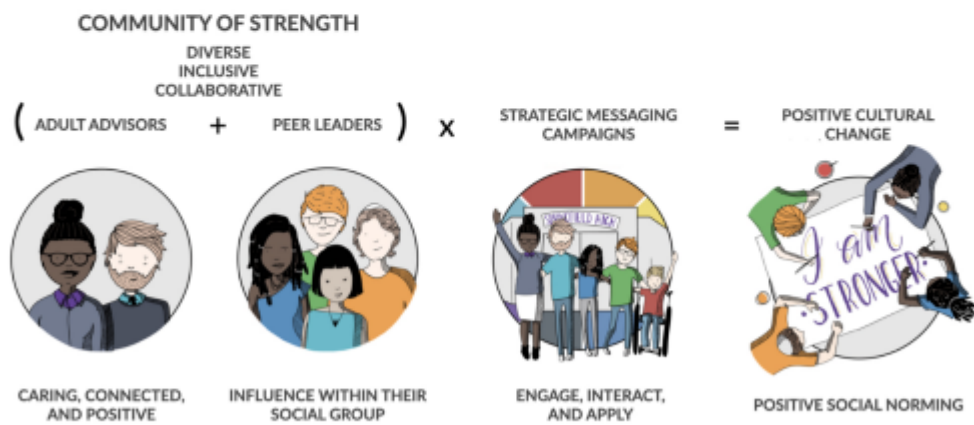 COMMUNITY OF STRENGTH
DIVERSE
INCLUSIVE
COLLABORATIVE
( ADULT ADVISORS + PEER LEADERS ) x STRATEGIC MESSAGING CAMPAIGNS = POSITIVE CULTURAL CHANGE
I am
STRONGER
CARING, CONNECTED,
AND POSITIVE
INFLUENCE WITHIN THEIR
SOCIAL GROUP
ENGAGE, INTERACT,
AND APPLY
POSITIVE SOCIAL NORMING